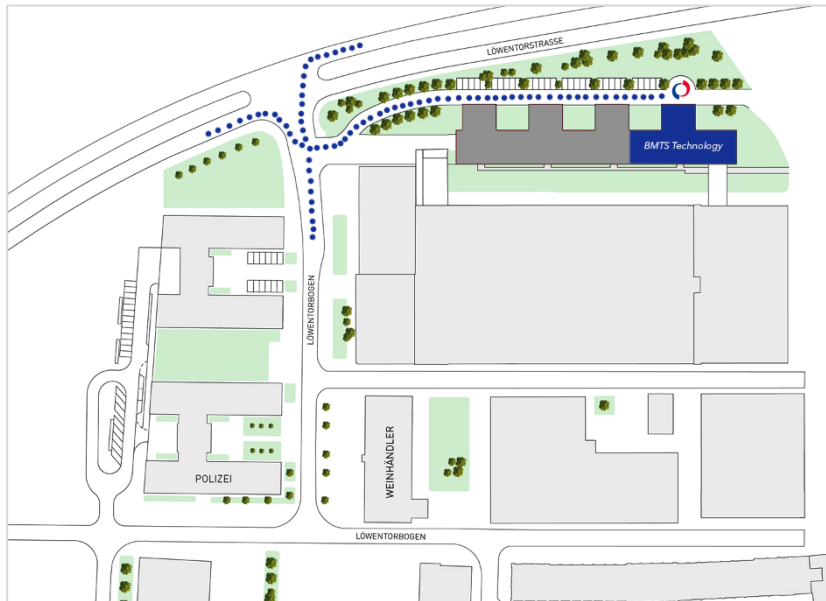 LÖWENTORSTRASSE
BMTS Technology
LÖWENTORBOGEN
POLIZEI
WEINHÄNDLER
LÖWENTORBOGEN